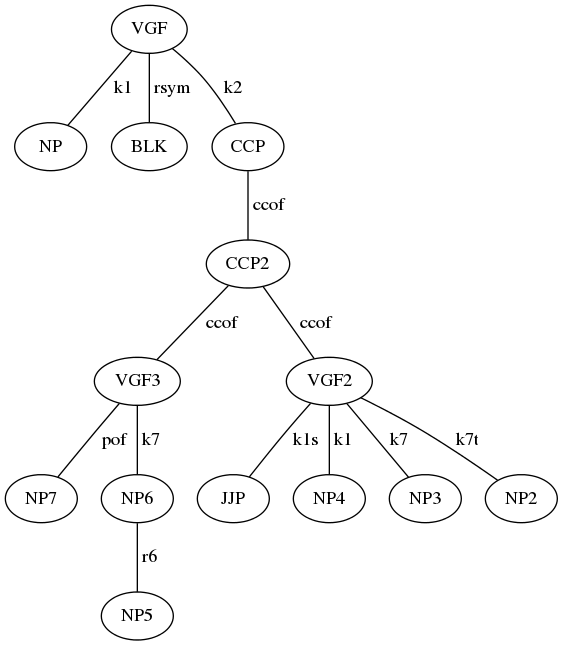 VGF
k1 rsym k2
NP BLK CCP
ccof
CCP2
ccof ccof
VGF3 VGF2
pof k7 k1s k1 k7 k7t
NP7 NP6 JJP NP4 NP3 NP2
r6
NP5